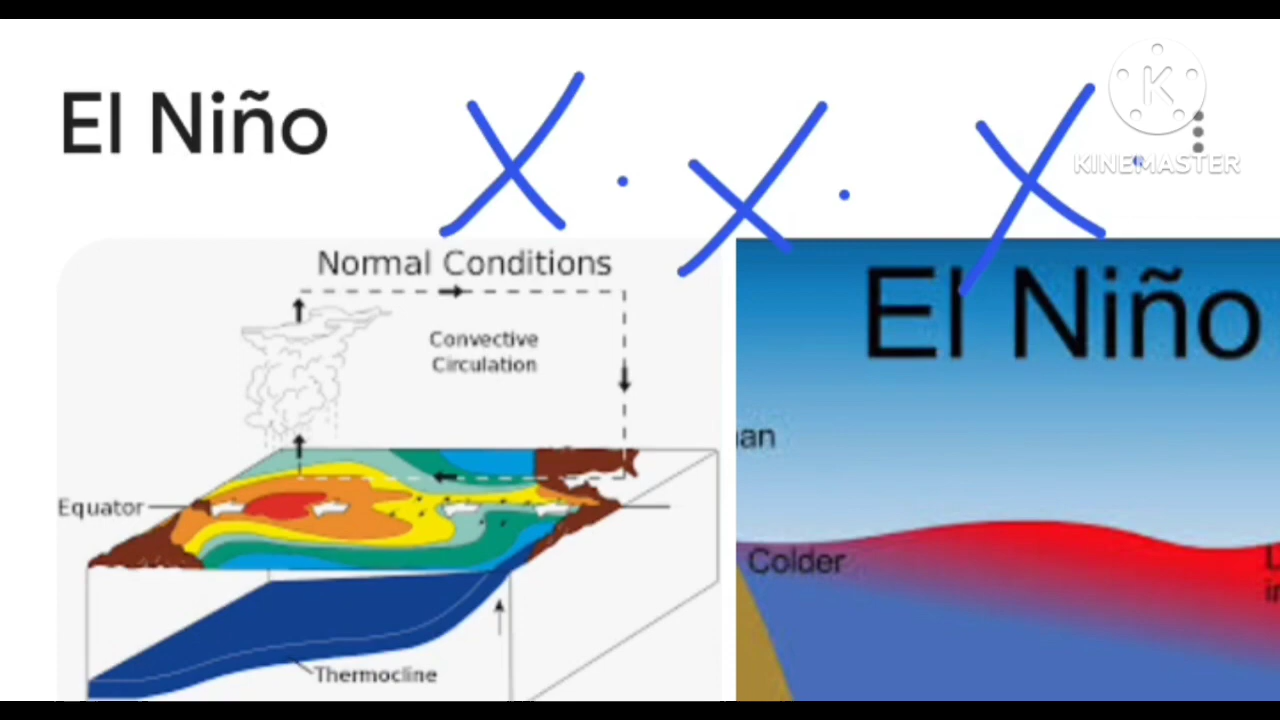 El Niño
X . X . X .
K
KINEMASTER
Normal Conditions
Convective
Circulation
Equator
Thermocline
El Niño
an
Colder